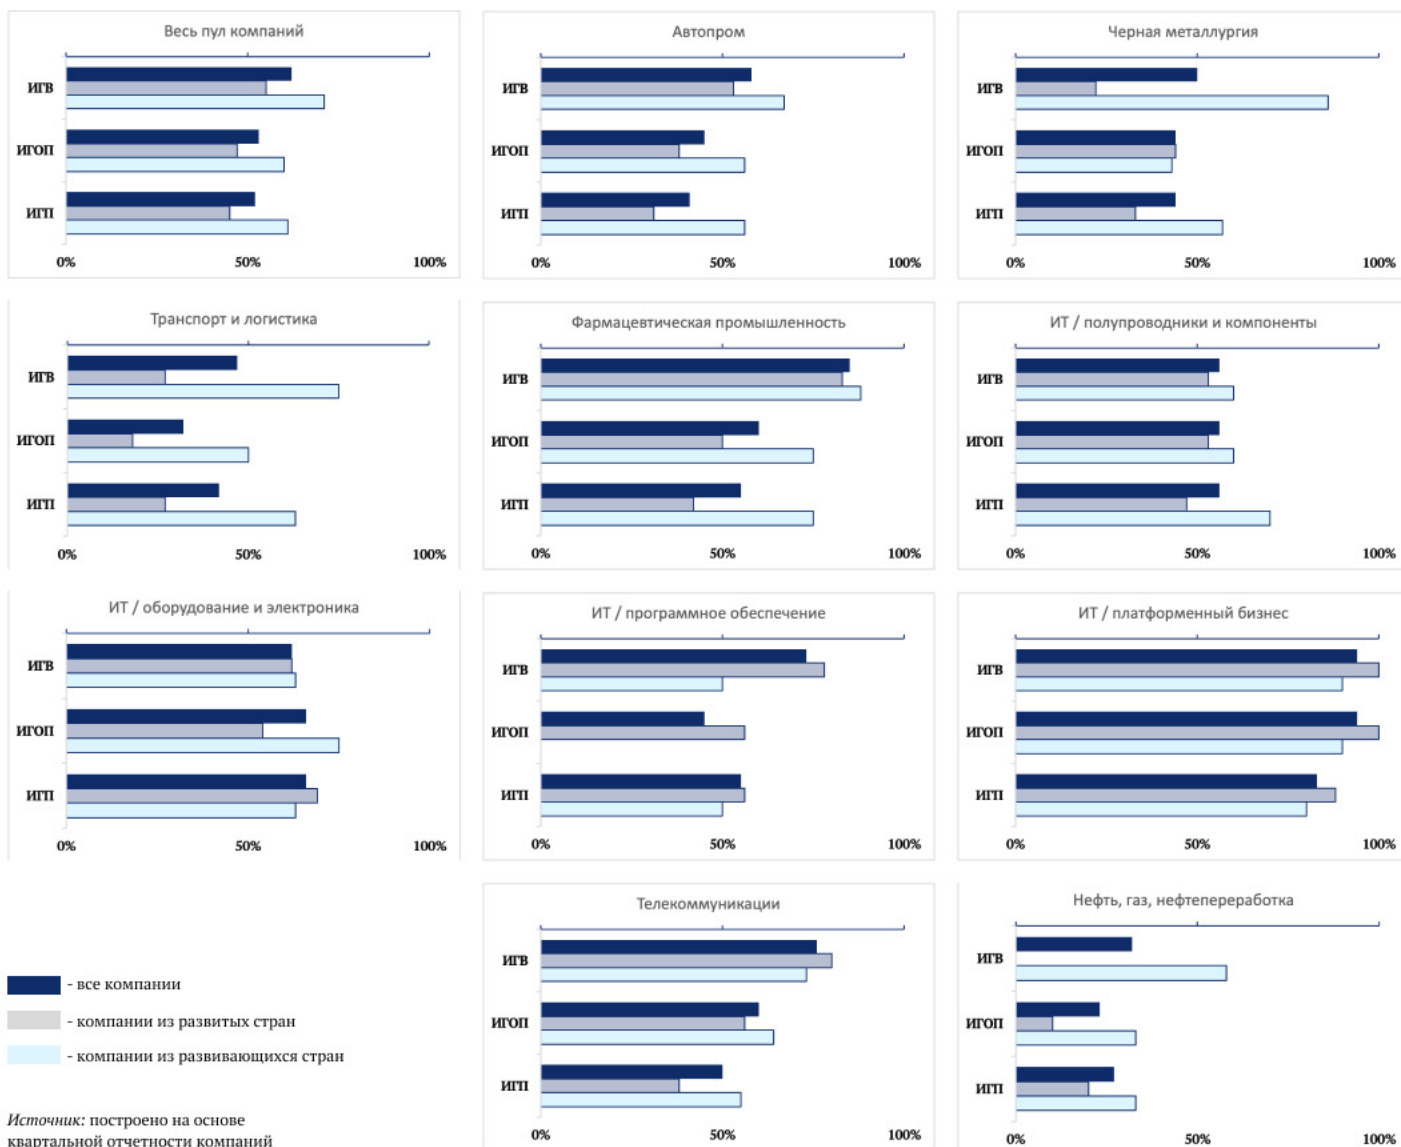 Весь пул компаний
ИГВ
ИГОП
ИГП
0% 50% 100%
Автопром
ИГВ
ИГОП
ИГП
0% 50% 100%
Черная металлургия
ИГВ
ИГОП
ИГП
0% 50% 100%
Транспорт и логистика
ИГВ
ИГОП
ИГП
0% 50% 100%
Фармацевтическая промышленность
ИГВ
ИГОП
ИГП
0% 50% 100%
ИТ / полупроводники и компоненты
ИГВ
ИГОП
ИГП
0% 50% 100%
ИТ / оборудование и электроника
ИГВ
ИГОП
ИГП
0% 50% 100%
ИТ / программное обеспечение
ИГВ
ИГОП
ИГП
0% 50% 100%
ИТ / платформенный бизнес
ИГВ
ИГОП
ИГП
0% 50% 100%
Телекоммуникации
ИГВ
ИГОП
ИГП
0% 50% 100%
Нефть, газ, нефтепереработка
ИГВ
ИГОП
ИГП
0% 50% 100%
- все компании
- компании из развитых стран
- компании из развивающихся стран
Источник: построено на основе
квартальной отчетности компаний